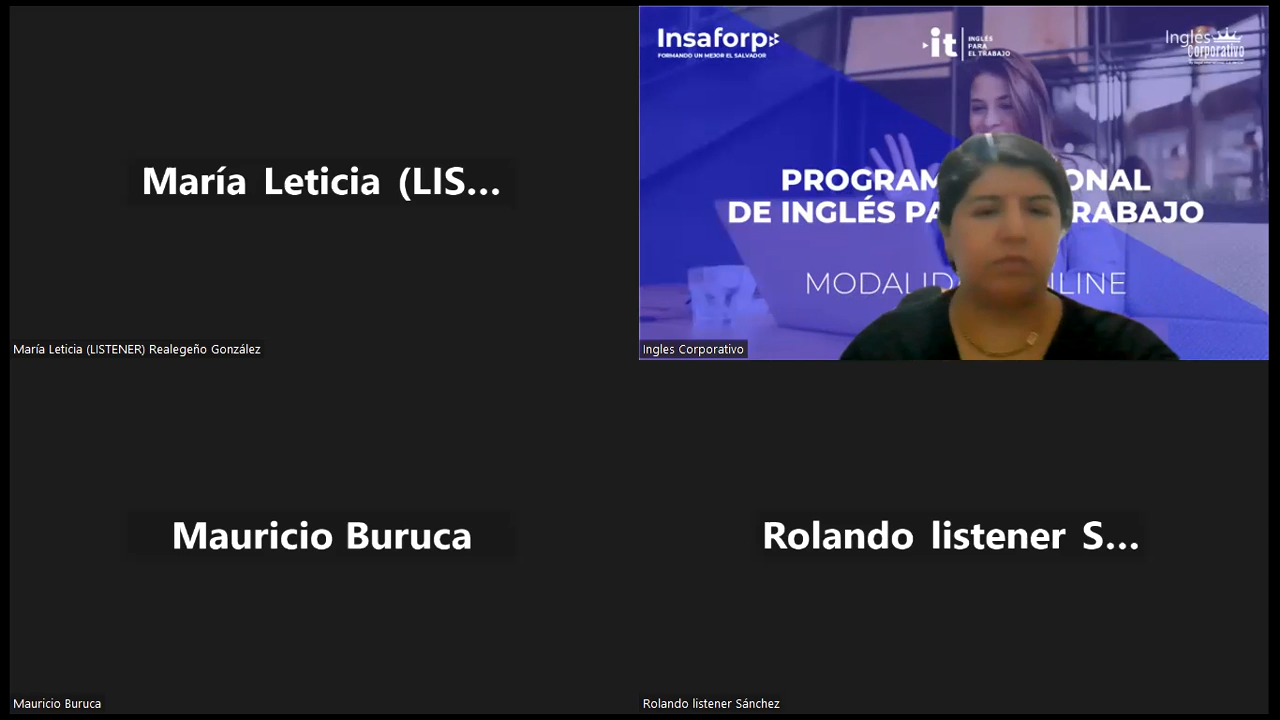 María Leticia (LIS...
María Leticia (LISTENER) Realegeño González
Insaforp
FORMANDO UN MEJOR EL SALVADOR
it
INGLÉS
PARA
EL TRABAJO
Inglés
Corporativo
PROGRAM ONAL
DE INGLÉS PA RABAJO
MODALID NLINE
Ingles Corporativo
Mauricio Buruca
Mauricio Buruca
Rolando listener S...
Rolando listener Sánchez